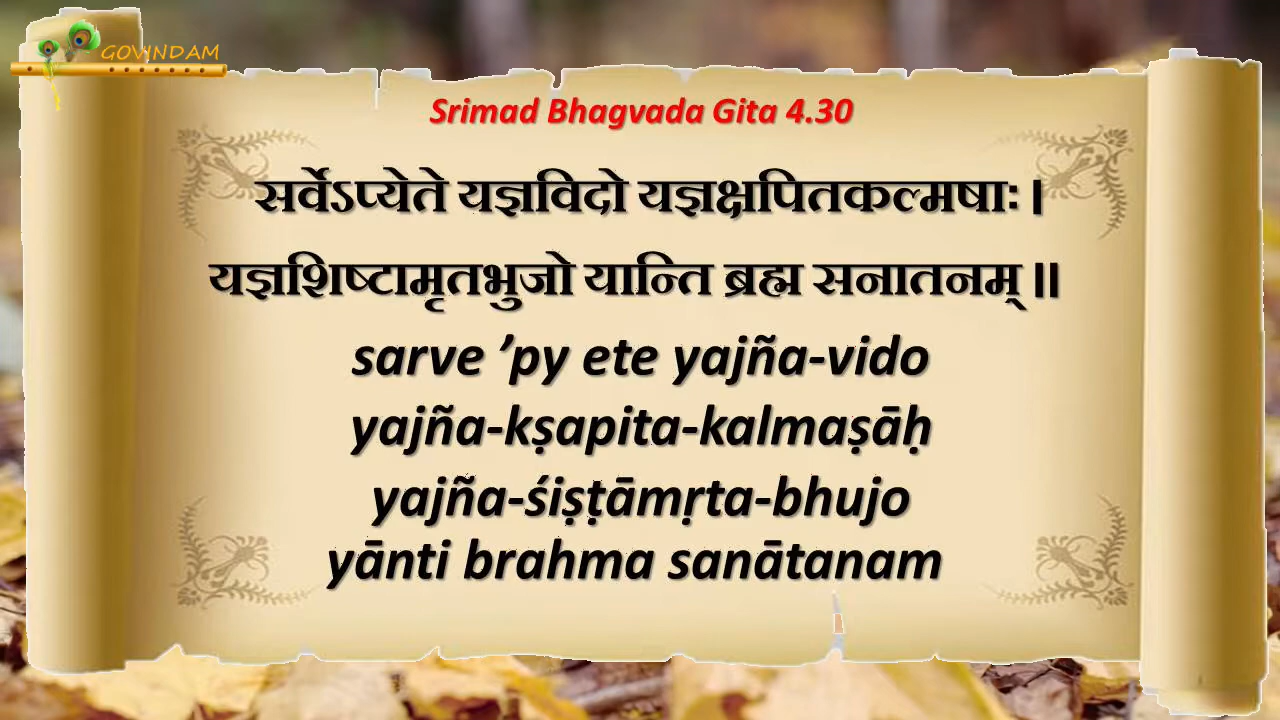 GOVINDAM
Srimad Bhagvada Gita 4.30
सर्वेऽप्येते यज्ञविदो यज्ञक्षपितकल्मषाः ।
यज्ञशिष्टामृतभुजो यान्ति ब्रह्म सनातनम् ॥
sarve ’py ete yajña-vido
yajña-kṣapita-kalmaṣāḥ
yajña-śiṣṭāmṛta-bhujo
yānti brahma sanātanam